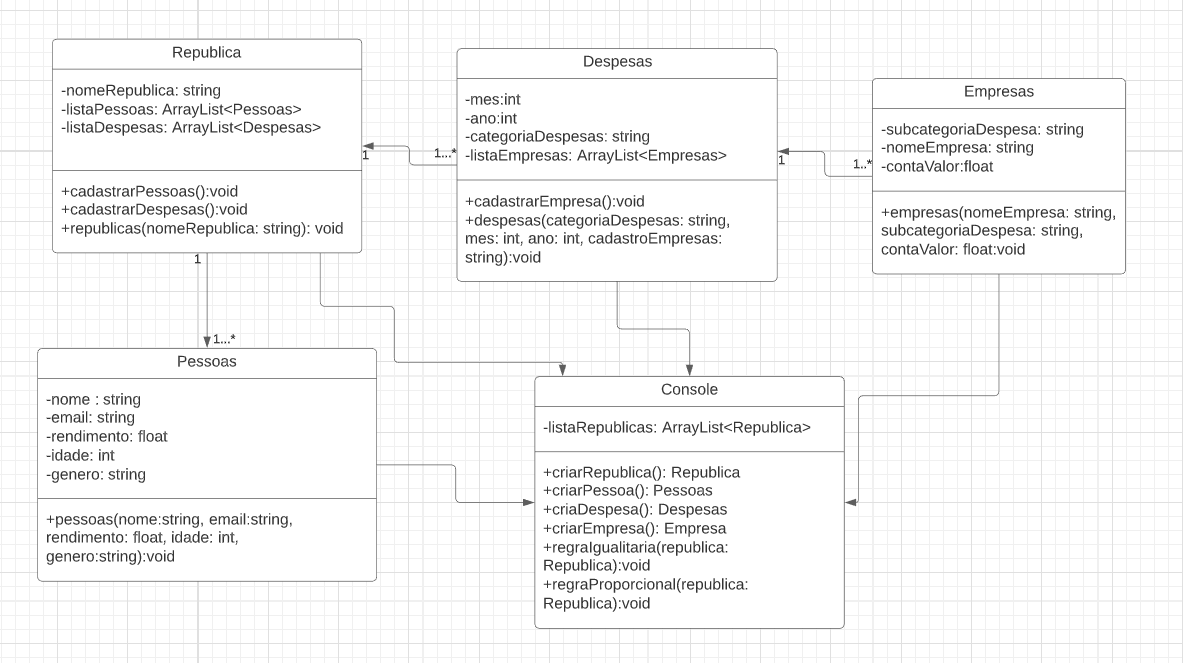 Republica
-nomeRepublica: string
-listaPessoas: ArrayList<Pessoas>
-listaDespesas: ArrayList<Despesas>
+cadastrarPessoas():void
+cadastrarDespesas():void
+republicas(nomeRepublica: string): void
1
1...*
Despesas
-mes:int
-ano:int
-categoriaDespesa: string
-listaEmpresas: ArrayList<Empresas>
+cadastrarEmpresa():void
+despesas(categoriaDespesas: string,
mes: int, ano: int, cadastroEmpresas:
string):void
1
1..*
Empresas
-subcategoriaDespesa: string
-nomeEmpresa: string
-contaValor:float
+empresas(nomeEmpresa: string,
subcategoriaDespesa: string,
contaValor: float:void
1
1...*
Pessoas
-nome : string
-email: string
-rendimento: float
-idade: int
-genero: string
+pessoas(nome:string, email:string,
rendimento: float, idade: int,
genero:string):void
Console
-listaRepublicas: ArrayList<Republica>
+criarRepublica(): Republica
+criarPessoa(): Pessoas
+criaDespesa(): Despesas
+criarEmpresa(): Empresa
+regraIgualitaria(republica:
Republica):void
+regraProporcional(republica:
Republica):void